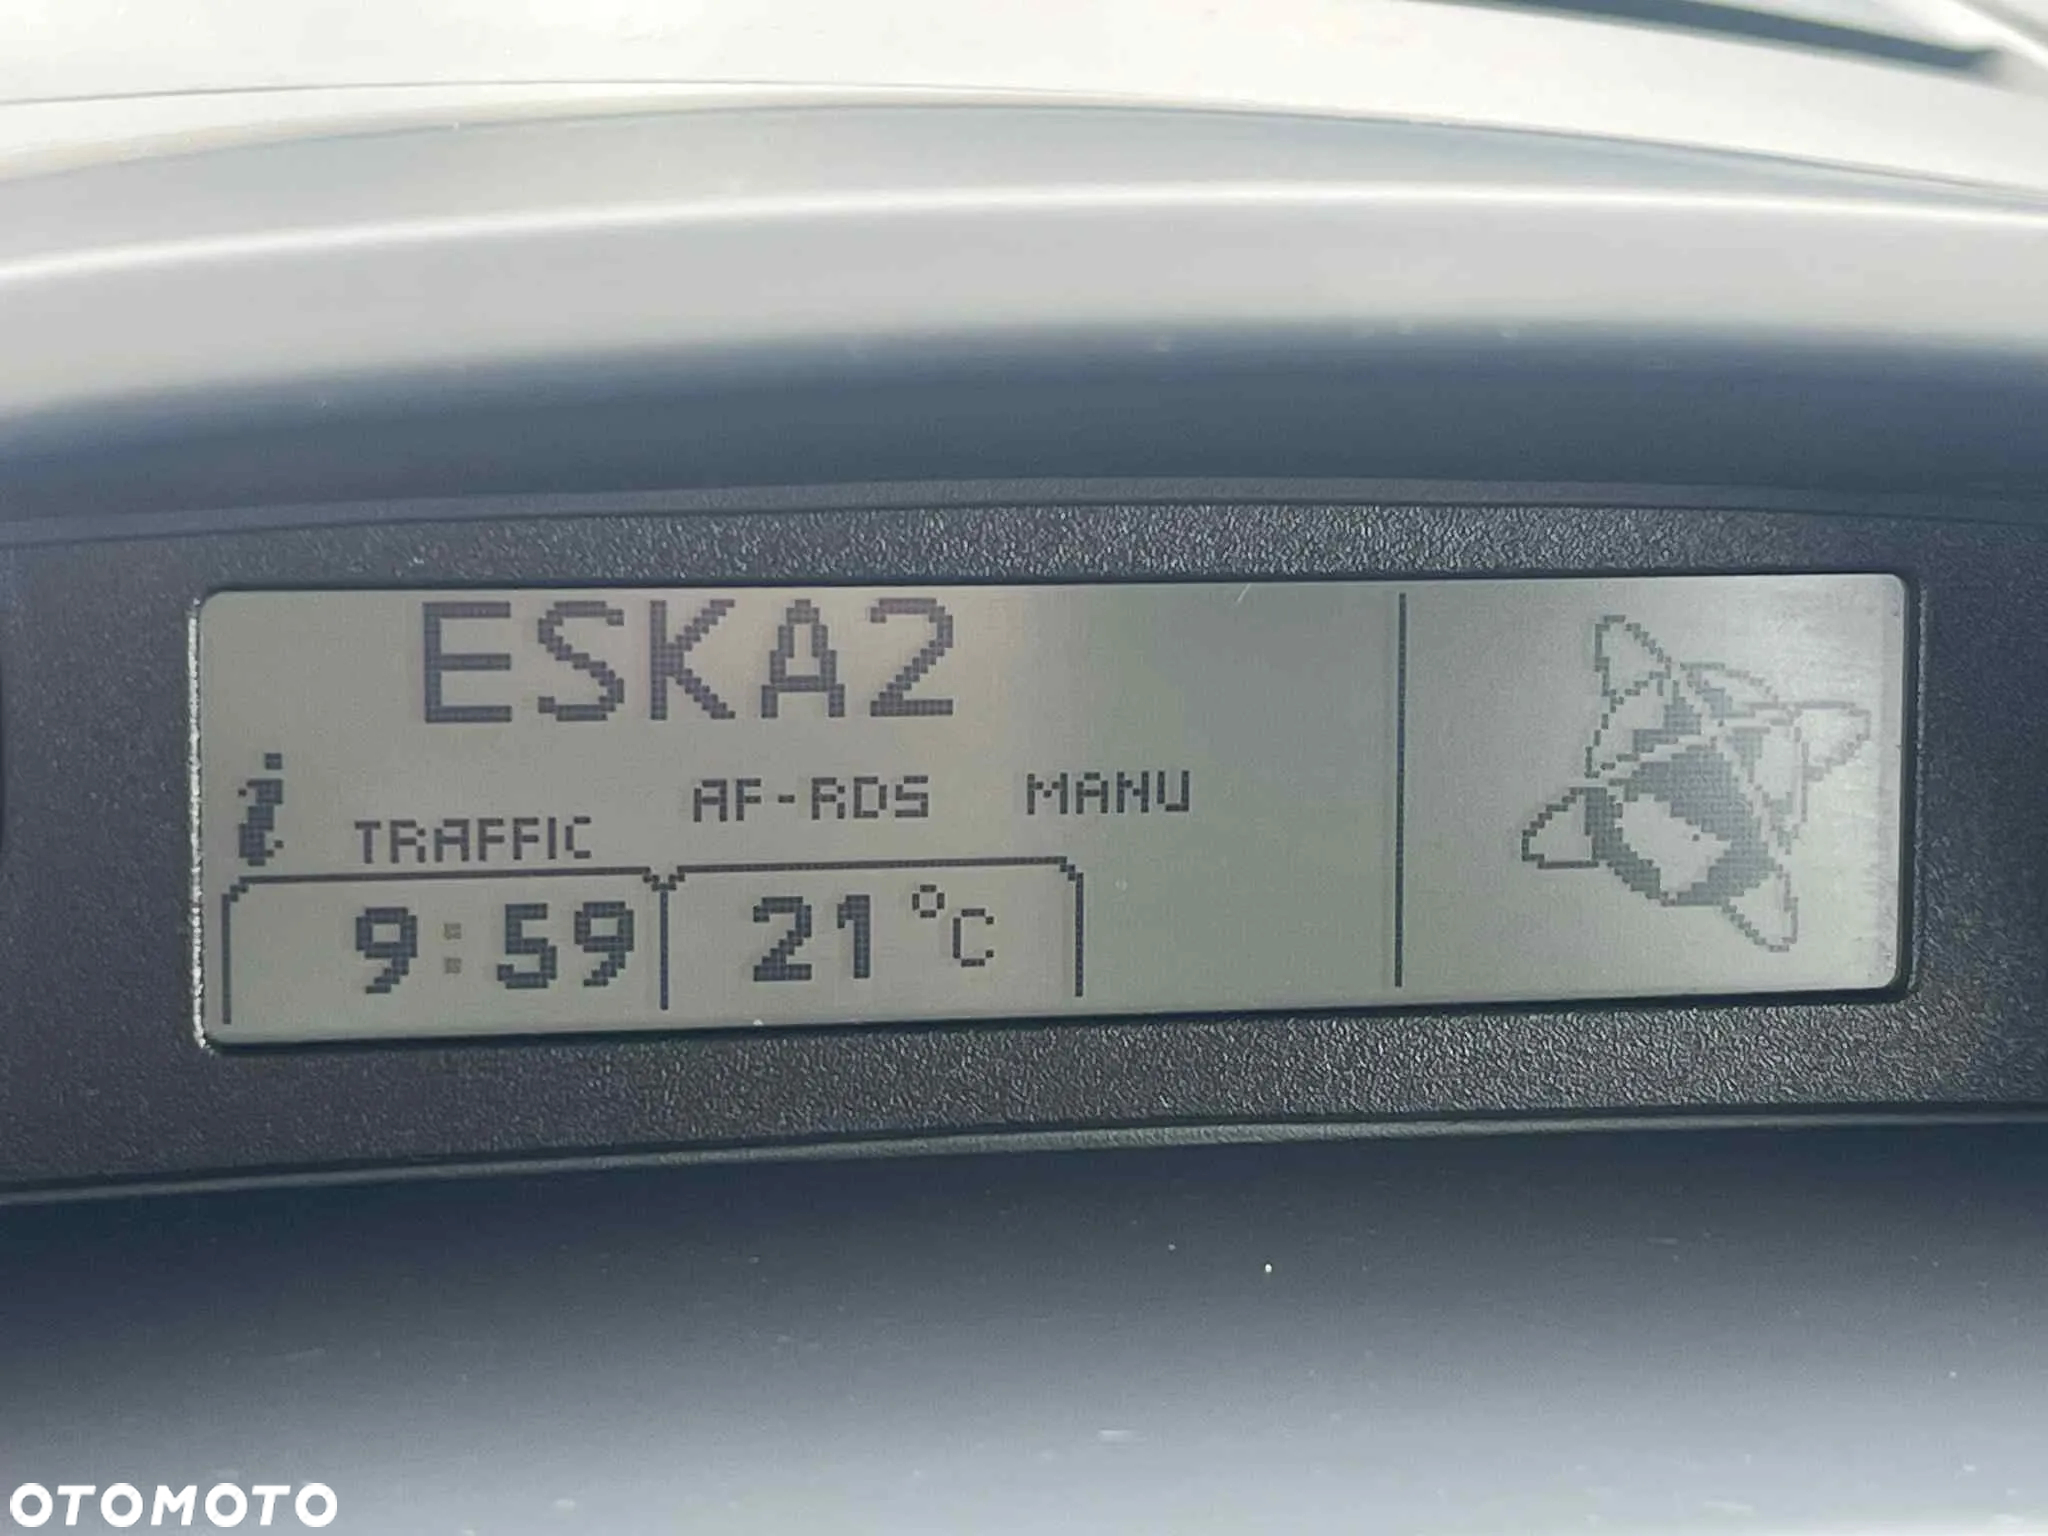 ESKA2
i TRAFFIC AF-RDS MANU
9:59 21°C
OTOMOTO